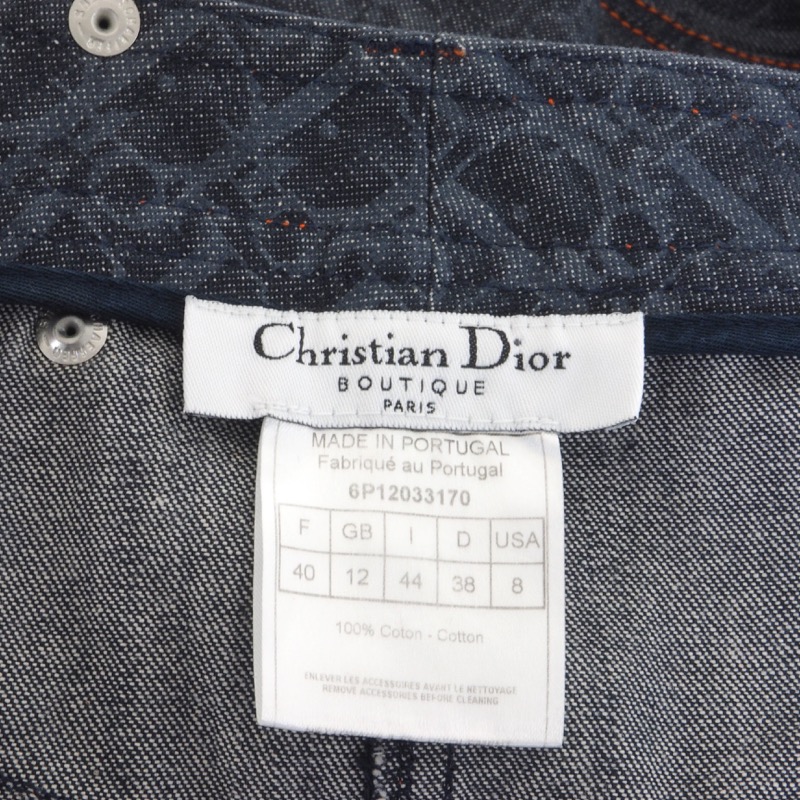 Christian Dior
BOUTIQUE
PARIS
MADE IN PORTUGAL
Fabriqué au Portugal
6P12033170
F GB I D USA
40 12 44 38 8
100% Coton - Cotton
ENLEVER LES ACCESSOIRES AVANT LE NETTOYAGE
REMOVE ACCESSORIES BEFORE CLEANING